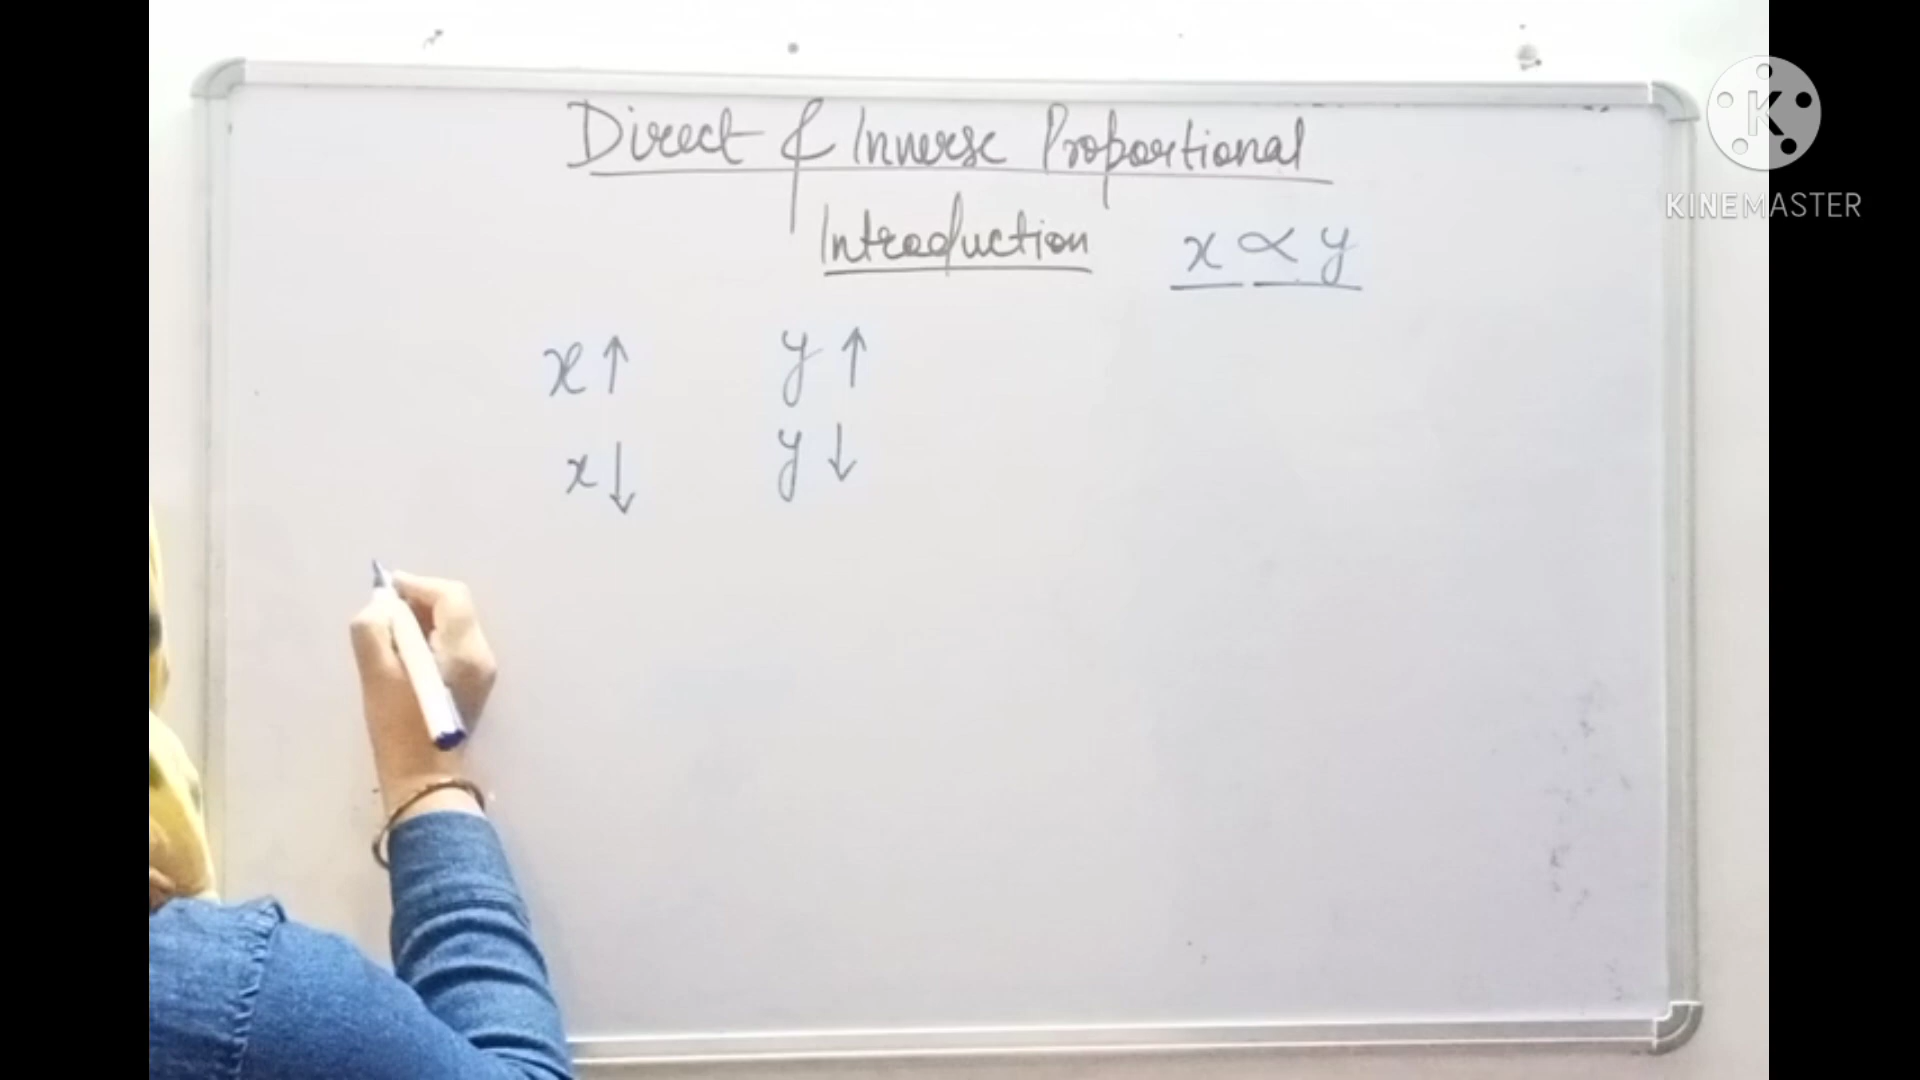 Direct & Inverse Proportional
Introduction
x ∝ y
x ↑ y ↑
x ↓ y ↓
K
KINEMASTER